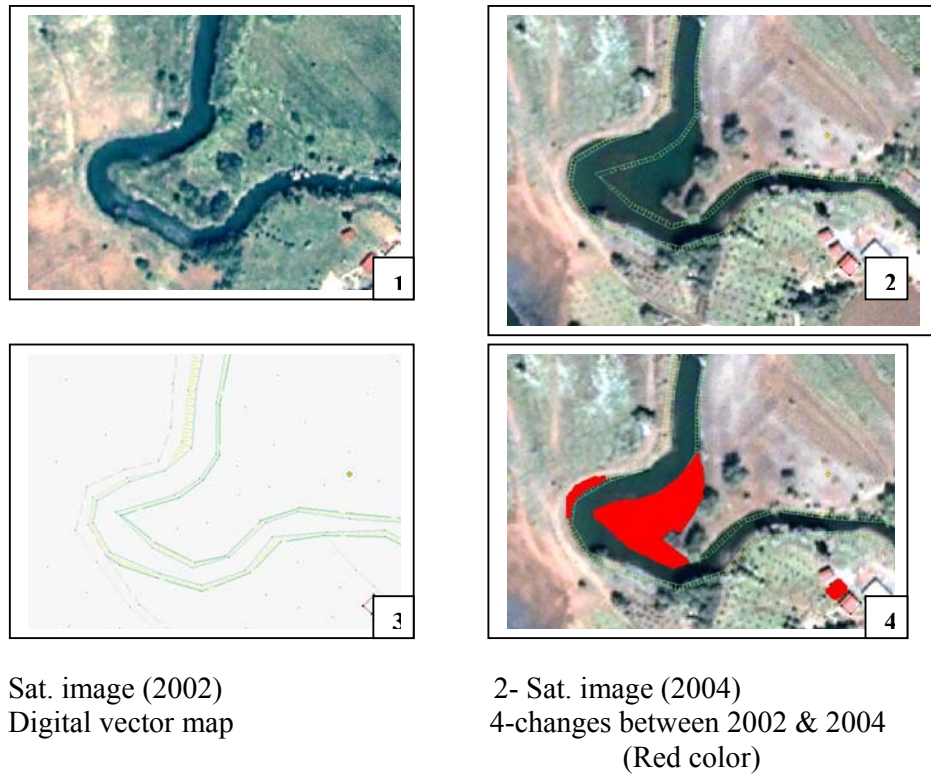 1
2
3
4
Sat. image (2002)
2- Sat. image (2004)
Digital vector map
4-changes between 2002 & 2004
(Red color)